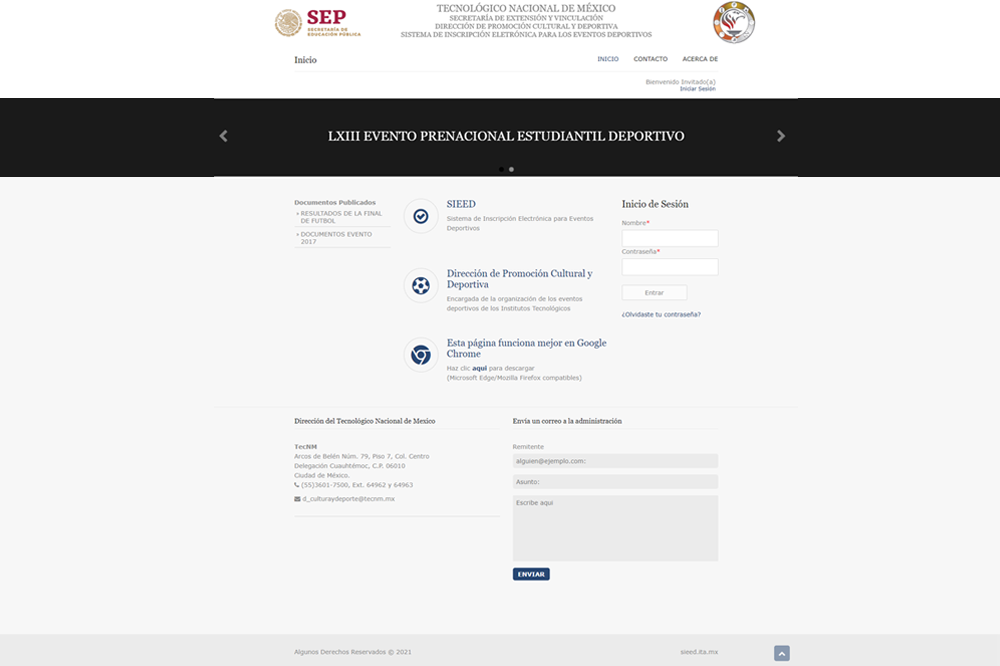 SEP
SECRETARÍA DE
EDUCACIÓN PÚBLICA
TECNOLÓGICO NACIONAL DE MÉXICO
SECRETARÍA DE EXTENSIÓN Y VINCULACIÓN
DIRECCIÓN DE PROMOCIÓN CULTURAL Y DEPORTIVA
SISTEMA DE INSCRIPCIÓN ELETRÓNICA PARA LOS EVENTOS DEPORTIVOS
Inicio
INICIO CONTACTO ACERCA DE
Bienvenido Invitado(a)
Iniciar Sesión
LXIII EVENTO PRENACIONAL ESTUDIANTIL DEPORTIVO
Documentos Publicados
RESULTADOS DE LA FINAL
DE FUTBOL
DOCUMENTOS EVENTO
2017
SIEED
Sistema de Inscripción Electrónica para Eventos
Deportivos
Dirección de Promoción Cultural y
Deportiva
Encargada de la organización de los eventos
deportivos de los Institutos Tecnológicos
Esta página funciona mejor en Google
Chrome
Haz clic aquí para descargar
(Microsoft Edge/Mozilla Firefox compatibles)
Inicio de Sesión
Nombre*
Contraseña*
Entrar
¿Olvidaste tu contraseña?
Dirección del Tecnológico Nacional de Mexico
TecNM
Arcos de Belén Núm. 79, Piso 7, Col. Centro
Delegación Cuauhtémoc, C.P. 06010
Ciudad de México.
(55)3601-7500, Ext. 64962 y 64963
d_culturaydeporte@tecnm.mx
Envía un correo a la administración
Remitente
alguien@ejemplo.com:
Asunto:
Escribe aqui
ENVIAR
Algunos Derechos Reservados © 2021
sieed.ita.mx